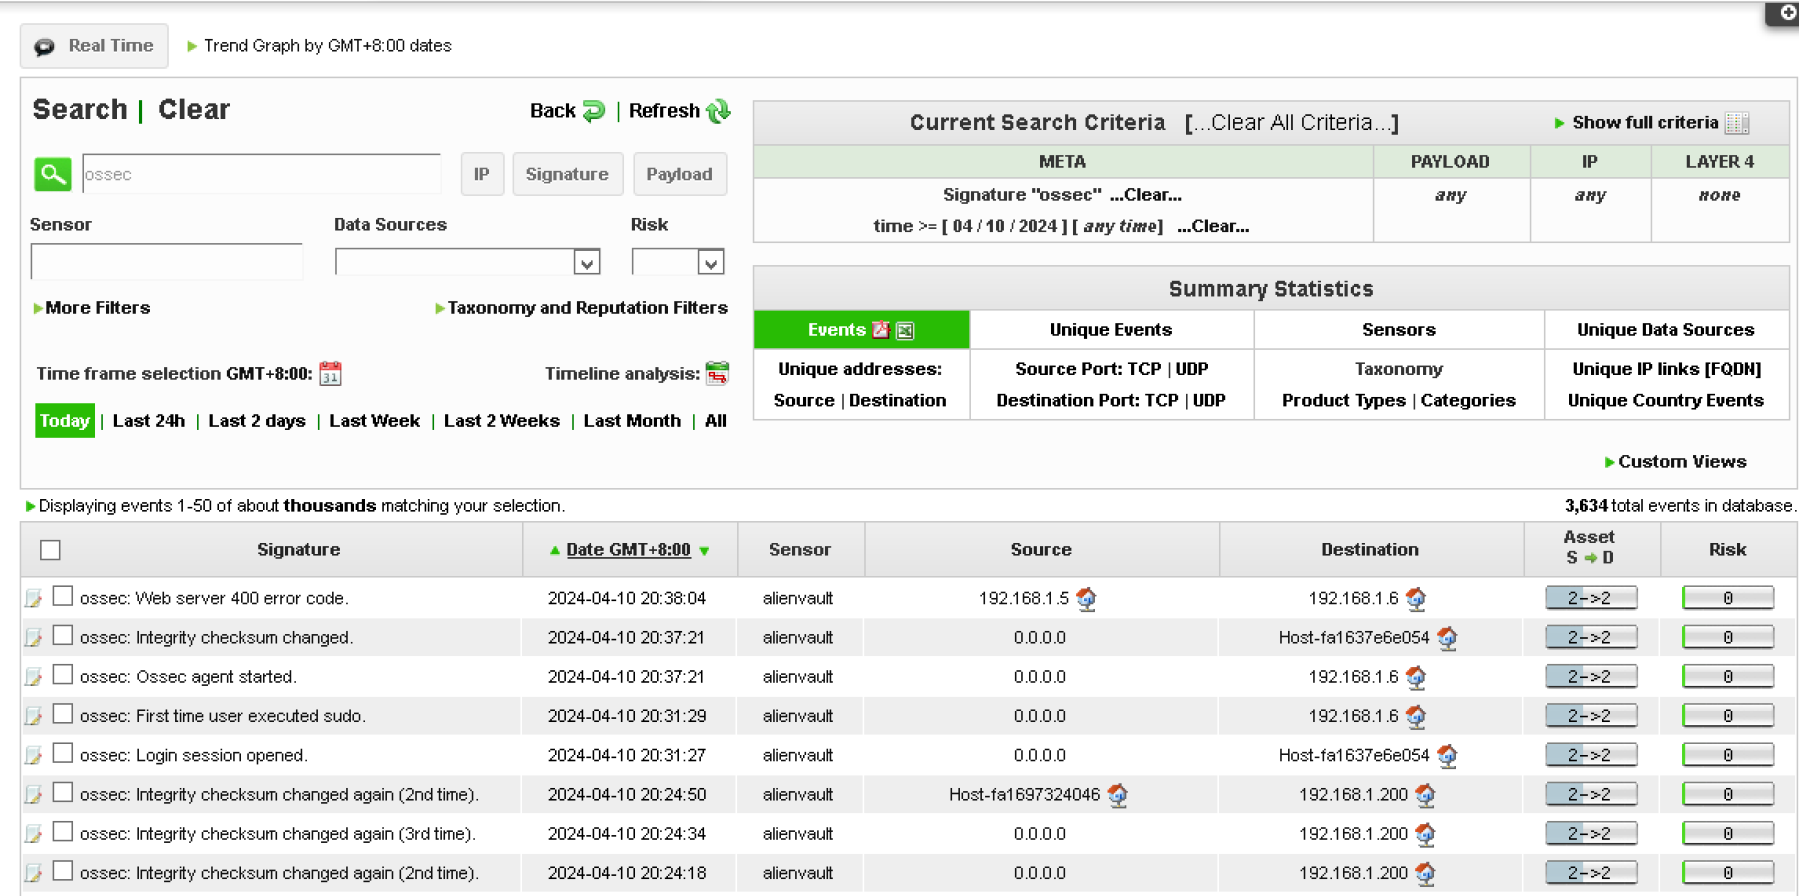 Real Time
Trend Graph by GMT+8:00 dates
Search | Clear
Back | Refresh
ossec
IP
Signature
Payload
Sensor
Data Sources
Risk
More Filters
Taxonomy and Reputation Filters
Time frame selection GMT+8:00: 31
Timeline analysis:
Today | Last 24h | Last 2 days | Last Week | Last 2 Weeks | Last Month | All
Current Search Criteria [...Clear All Criteria...]
Show full criteria
META PAYLOAD IP LAYER 4
Signature "ossec" ...Clear... any any none
time >= [ 04 / 10 / 2024 ] [ any time] ...Clear...
Summary Statistics
Events Unique Events Sensors Unique Data Sources
Unique addresses: Source Port: TCP | UDP Taxonomy Unique IP links [FQDN]
Source | Destination Destination Port: TCP | UDP Product Types | Categories Unique Country Events
Custom Views
Displaying events 1-50 of about thousands matching your selection.
3,634 total events in database.
Signature Date GMT+8:00 Sensor Source Destination Asset S D Risk
ossec: Web server 400 error code. 2024-04-10 20:38:04 alienvault 192.168.1.5 192.168.1.6 2->2 0
ossec: Integrity checksum changed. 2024-04-10 20:37:21 alienvault 0.0.0.0 Host-fa1637e6e054 2->2 0
ossec: Ossec agent started. 2024-04-10 20:37:21 alienvault 0.0.0.0 192.168.1.6 2->2 0
ossec: First time user executed sudo. 2024-04-10 20:31:29 alienvault 0.0.0.0 192.168.1.6 2->2 0
ossec: Login session opened. 2024-04-10 20:31:27 alienvault 0.0.0.0 Host-fa1637e6e054 2->2 0
ossec: Integrity checksum changed again (2nd time). 2024-04-10 20:24:50 alienvault Host-fa1697324046 192.168.1.200 2->2 0
ossec: Integrity checksum changed again (3rd time). 2024-04-10 20:24:34 alienvault 0.0.0.0 192.168.1.200 2->2 0
ossec: Integrity checksum changed again (2nd time). 2024-04-10 20:24:18 alienvault 0.0.0.0 192.168.1.200 2->2 0